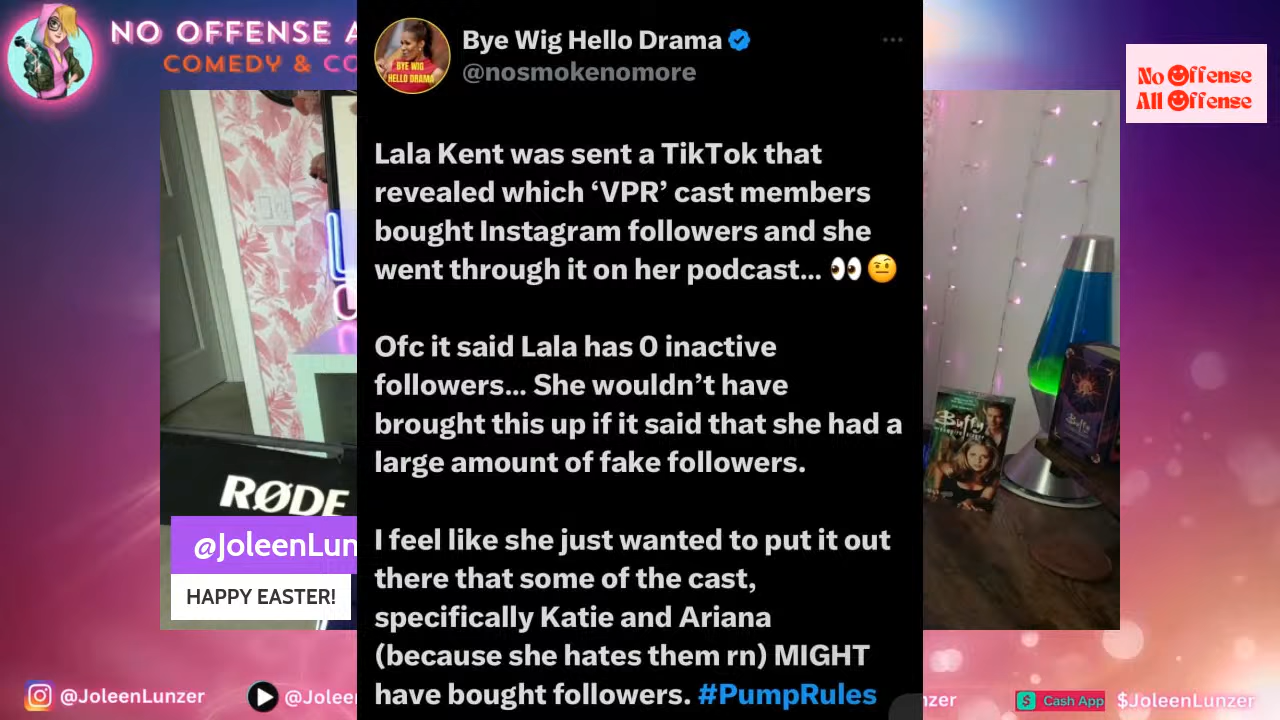 NO OFFENSE A
COMEDY & CO
Bye Wig Hello Drama
@nosmokenomore
BYE WIG
HELLO DRAMA
No Offense
All Offense
Lala Kent was sent a TikTok that
revealed which ‘VPR’ cast members
bought Instagram followers and she
went through it on her podcast... 👀🤨
Ofc it said Lala has 0 inactive
followers... She wouldn’t have
brought this up if it said that she had a
large amount of fake followers.
I feel like she just wanted to put it out
there that some of the cast,
specifically Katie and Ariana
(because she hates them rn) MIGHT
have bought followers. #PumpRules
RØDE
@JoleenLun
HAPPY EASTER!
Buffy
Buffy
@JoleenLunzer
@Jolee
nzer
$ Cash App
$JoleenLunzer